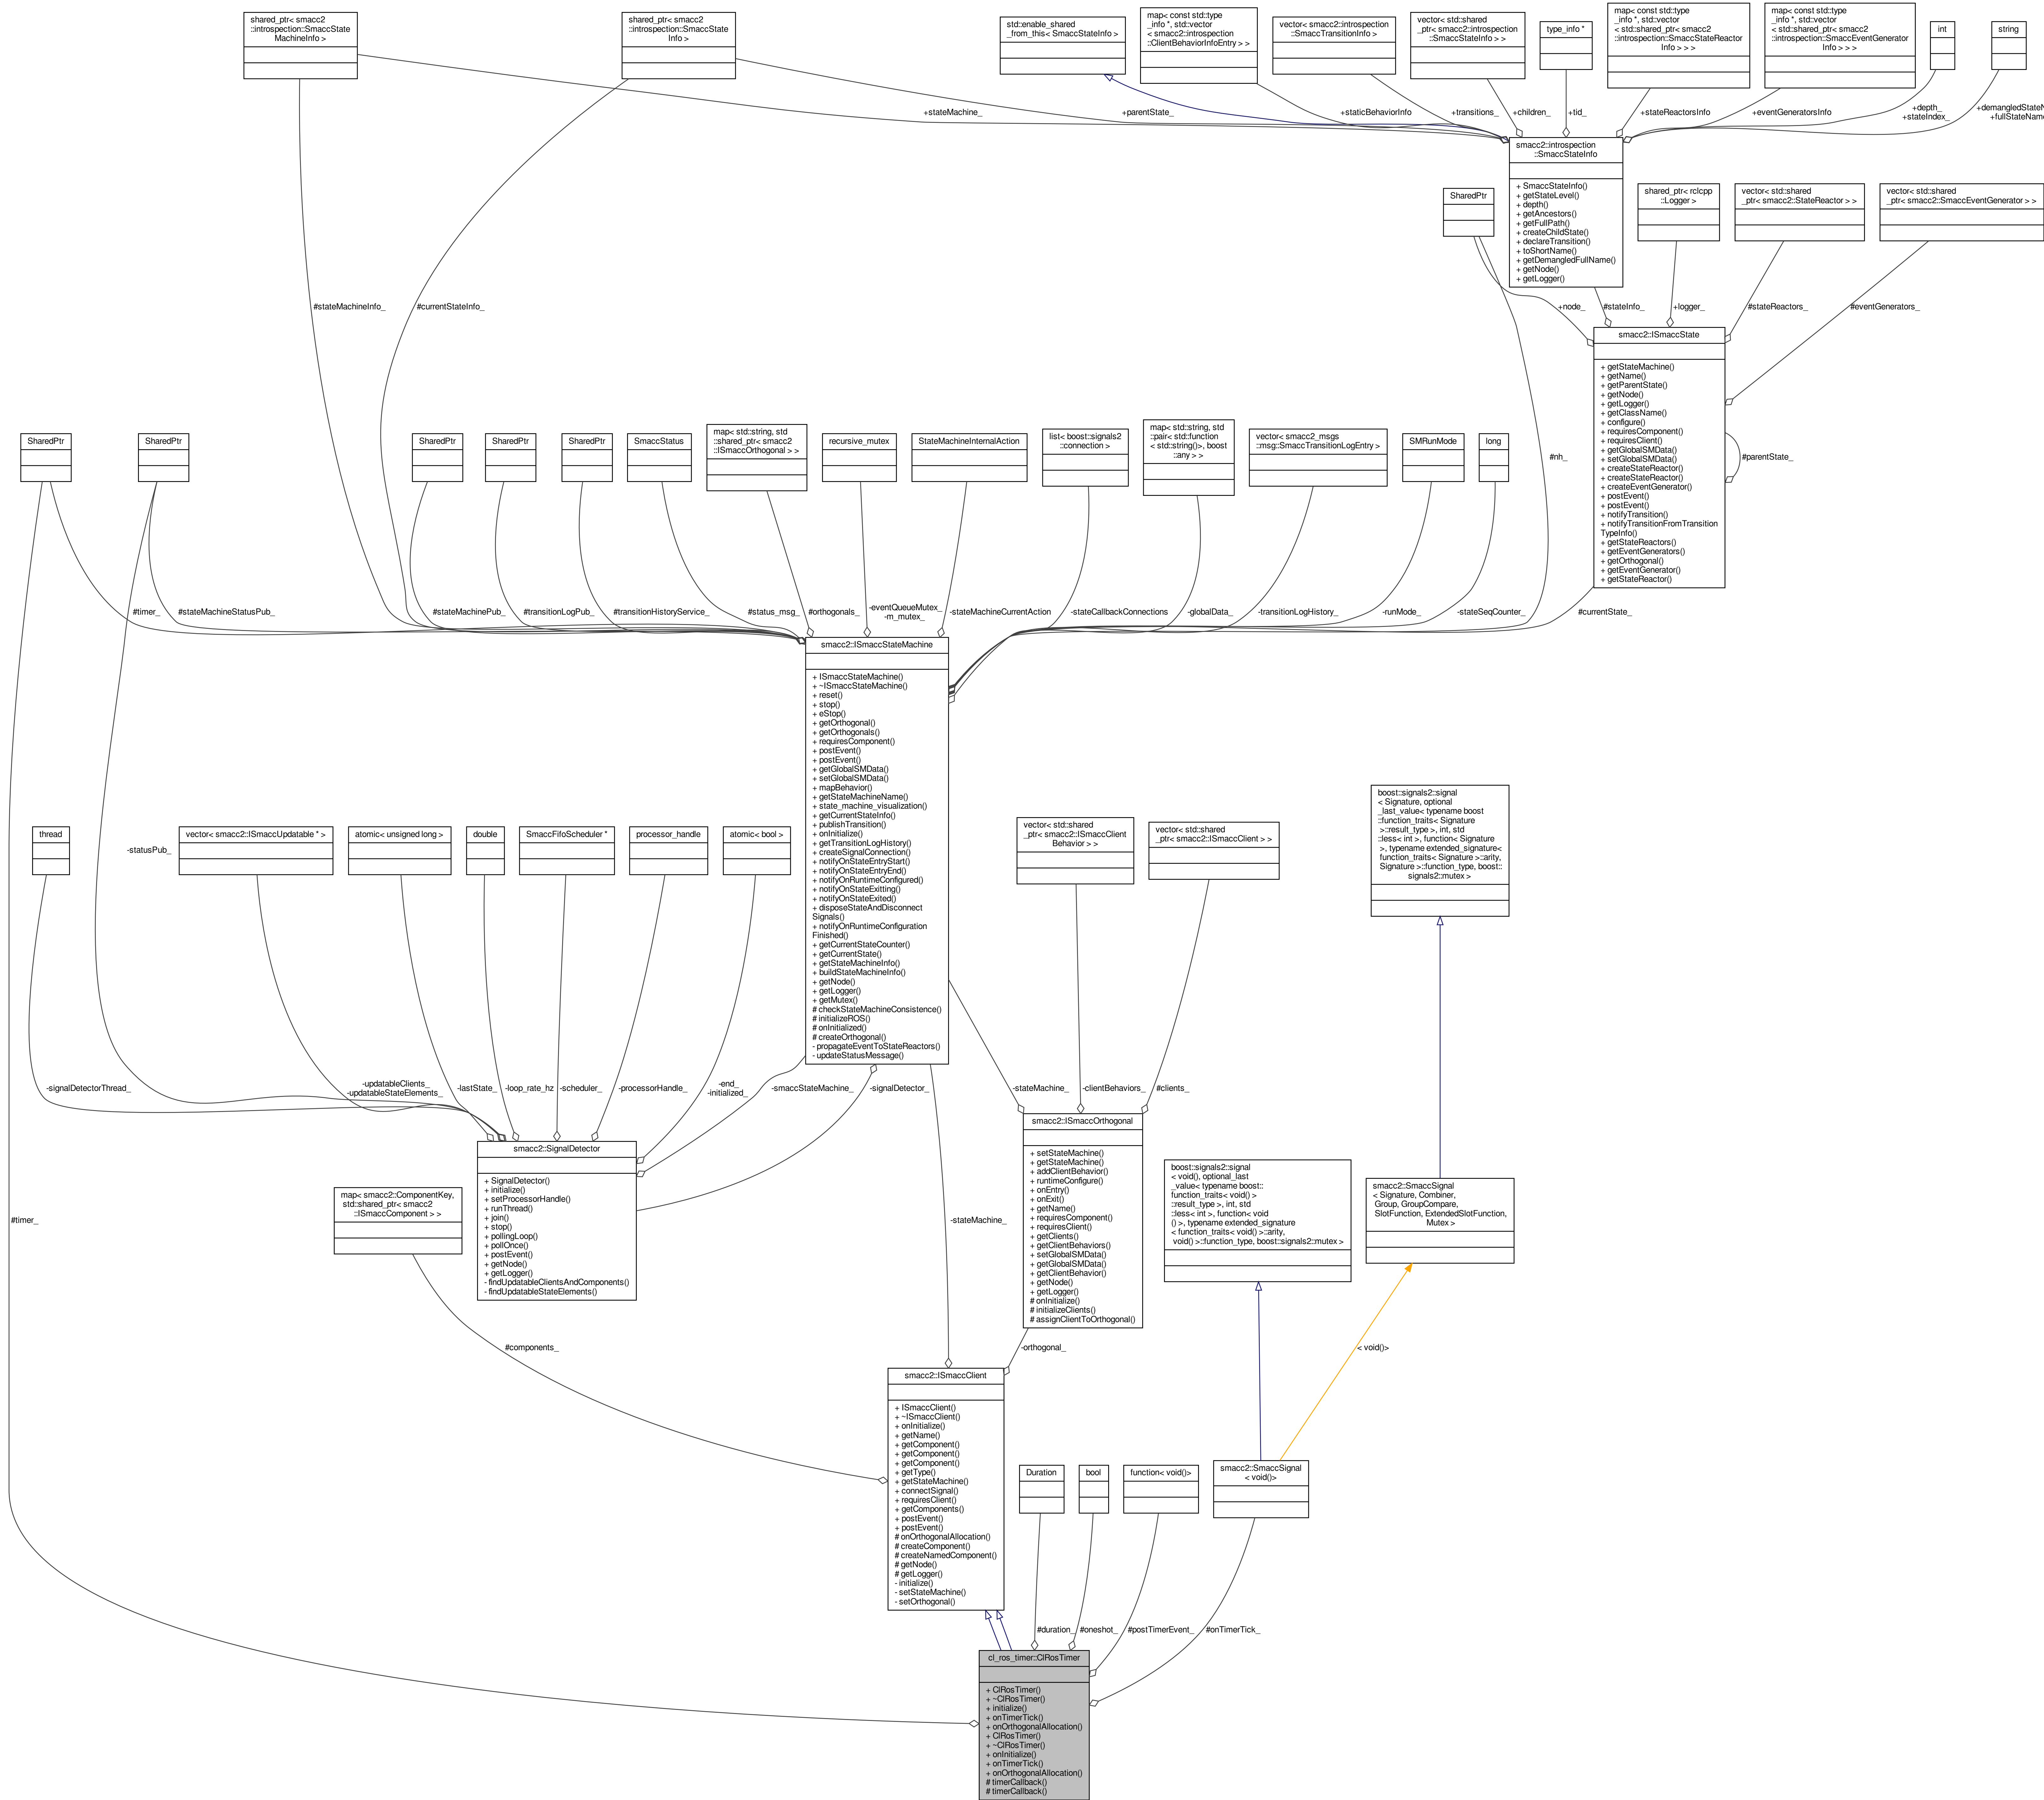 shared_ptr< smacc2
::introspection::SmaccState
MachineInfo >
shared_ptr< smacc2
::introspection::SmaccState
Info >
std::enable_shared
_from_this< SmaccStateInfo >
map< const std::type
_info *, std::vector
< smacc2::introspection
::ClientBehaviorInfoEntry > >
vector< smacc2::introspection
::SmaccTransitionInfo >
vector< std::shared
_ptr< smacc2::introspection
::SmaccStateInfo > >
type_info *
map< const std::type
_info *, std::vector
< std::shared_ptr< smacc2
::introspection::SmaccStateReactor
Info > > >
map< const std::type
_info *, std::vector
< std::shared_ptr< smacc2
::introspection::SmaccEventGenerator
Info > > >
int
string
+stateMachine_
+parentState_
+staticBehaviorInfo
+transitions_
+children_
+tid_
+stateReactorsInfo
+eventGeneratorsInfo
+depth_
+stateIndex_
+demangledStateN
+fullStateName
smacc2::introspection
::SmaccStateInfo
+ SmaccStateInfo()
+ getStateLevel()
+ depth()
+ getAncestors()
+ getFullPath()
+ createChildState()
+ declareTransition()
+ toShortName()
+ getDemangledFullName()
+ getNode()
+ getLogger()
SharedPtr
shared_ptr< rclcpp
::Logger >
vector< std::shared
_ptr< smacc2::StateReactor > >
vector< std::shared
_ptr< smacc2::SmaccEventGenerator > >
#stateMachineInfo_
#currentStateInfo_
+node_
#stateInfo_
+logger_
#stateReactors_
#eventGenerators_
smacc2::ISmaccState
+ getStateMachine()
+ getName()
+ getParentState()
+ getNode()
+ getLogger()
+ getClassName()
+ configure()
+ requiresComponent()
+ requiresClient()
+ getGlobalSMData()
+ setGlobalSMData()
+ createStateReactor()
+ createStateReactor()
+ createEventGenerator()
+ postEvent()
+ postEvent()
+ notifyTransition()
+ notifyTransitionFromTransition
TypeInfo()
+ getStateReactors()
+ getEventGenerators()
+ getOrthogonal()
+ getEventGenerator()
+ getStateReactor()
#parentState_
#nh_
SharedPtr
SharedPtr
SharedPtr
SharedPtr
SharedPtr
SmaccStatus
map< std::string, std
::shared_ptr< smacc2
::ISmaccOrthogonal > >
recursive_mutex
StateMachineInternalAction
list< boost::signals2
::connection >
map< std::string, std
::pair< std::function
< std::string()>, boost
::any > >
vector< smacc2_msgs
::msg::SmaccTransitionLogEntry >
SMRunMode
long
#timer_
#stateMachineStatusPub_
#stateMachinePub_
#transitionLogPub_
#transitionHistoryService_
#status_msg_
#orthogonals_
-eventQueueMutex_
-m_mutex_
-stateMachineCurrentAction
-stateCallbackConnections
-globalData_
-transitionLogHistory_
-runMode_
-stateSeqCounter_
#currentState_
smacc2::ISmaccStateMachine
+ ISmaccStateMachine()
+ ~ISmaccStateMachine()
+ reset()
+ stop()
+ eStop()
+ getOrthogonal()
+ getOrthogonals()
+ requiresComponent()
+ postEvent()
+ postEvent()
+ getGlobalSMData()
+ setGlobalSMData()
+ mapBehavior()
+ getStateMachineName()
+ state_machine_visualization()
+ getCurrentStateInfo()
+ publishTransition()
+ onInitialize()
+ getTransitionLogHistory()
+ createSignalConnection()
+ notifyOnStateEntryStart()
+ notifyOnStateEntryEnd()
+ notifyOnRuntimeConfigured()
+ notifyOnStateExitting()
+ notifyOnStateExited()
+ disposeStateAndDisconnect
Signals()
+ notifyOnRuntimeConfiguration
Finished()
+ getCurrentStateCounter()
+ getCurrentState()
+ getStateMachineInfo()
+ buildStateMachineInfo()
+ getNode()
+ getLogger()
+ getMutex()
# checkStateMachineConsistence()
# initializeROS()
# onInitialized()
# createOrthogonal()
- propagateEventToStateReactors()
- updateStatusMessage()
thread
-statusPub_
vector< smacc2::ISmaccUpdatable * >
atomic< unsigned long >
double
SmaccFifoScheduler *
processor_handle
atomic< bool >
vector< std::shared
_ptr< smacc2::ISmaccClient
Behavior > >
vector< std::shared
_ptr< smacc2::ISmaccClient > >
boost::signals2::signal
< Signature, optional
_last_value< typename boost
::function_traits< Signature
>::result_type >, int, std
::less< int >, function< Signature
>, typename extended_signature<
function_traits< Signature >::arity,
Signature >::function_type, boost::
signals2::mutex >
-signalDetectorThread_
-updatableClients_
-updatableStateElements_
-lastState_
-loop_rate_hz
-scheduler_
-processorHandle_
-end_
-initialized_
-smaccStateMachine_
-signalDetector_
-stateMachine_
-clientBehaviors_
#clients_
smacc2::SignalDetector
+ SignalDetector()
+ initialize()
+ setProcessorHandle()
+ runThread()
+ join()
+ stop()
+ pollingLoop()
+ pollOnce()
+ postEvent()
+ getNode()
+ getLogger()
- findUpdatableClientsAndComponents()
- findUpdatableStateElements()
smacc2::ISmaccOrthogonal
+ setStateMachine()
+ getStateMachine()
+ addClientBehavior()
+ runtimeConfigure()
+ onEntry()
+ onExit()
+ getName()
+ requiresComponent()
+ requiresClient()
+ getClients()
+ getClientBehaviors()
+ setGlobalSMData()
+ getGlobalSMData()
+ getClientBehavior()
+ getNode()
+ getLogger()
# onInitialize()
# initializeClients()
# assignClientToOrthogonal()
map< smacc2::ComponentKey,
std::shared_ptr< smacc2
::ISmaccComponent > >
boost::signals2::signal
< void(), optional_last
_value< typename boost::
function_traits< void() >
::result_type >, int, std
::less< int >, function< void
() >, typename extended_signature
< function_traits< void() >::arity,
void() >::function_type, boost::signals2::mutex >
smacc2::SmaccSignal
< Signature, Combiner,
Group, GroupCompare,
SlotFunction, ExtendedSlotFunction,
Mutex >
#timer_
-stateMachine_
#components_
-orthogonal_
< void()>
smacc2::ISmaccClient
+ ISmaccClient()
+ ~ISmaccClient()
+ onInitialize()
+ getName()
+ getComponent()
+ getComponent()
+ getComponent()
+ getType()
+ getStateMachine()
+ connectSignal()
+ requiresClient()
+ getComponents()
+ postEvent()
+ postEvent()
# onOrthogonalAllocation()
# createComponent()
# createNamedComponent()
# getNode()
# getLogger()
- initialize()
- setStateMachine()
- setOrthogonal()
Duration
bool
function< void()>
smacc2::SmaccSignal
< void()>
#duration_
#oneshot_
#postTimerEvent_
#onTimerTick_
cl_ros_timer::ClRosTimer
+ ClRosTimer()
+ ~ClRosTimer()
+ initialize()
+ onTimerTick()
+ onOrthogonalAllocation()
+ ClRosTimer()
+ ~ClRosTimer()
+ onInitialize()
+ onTimerTick()
+ onOrthogonalAllocation()
# timerCallback()
# timerCallback()